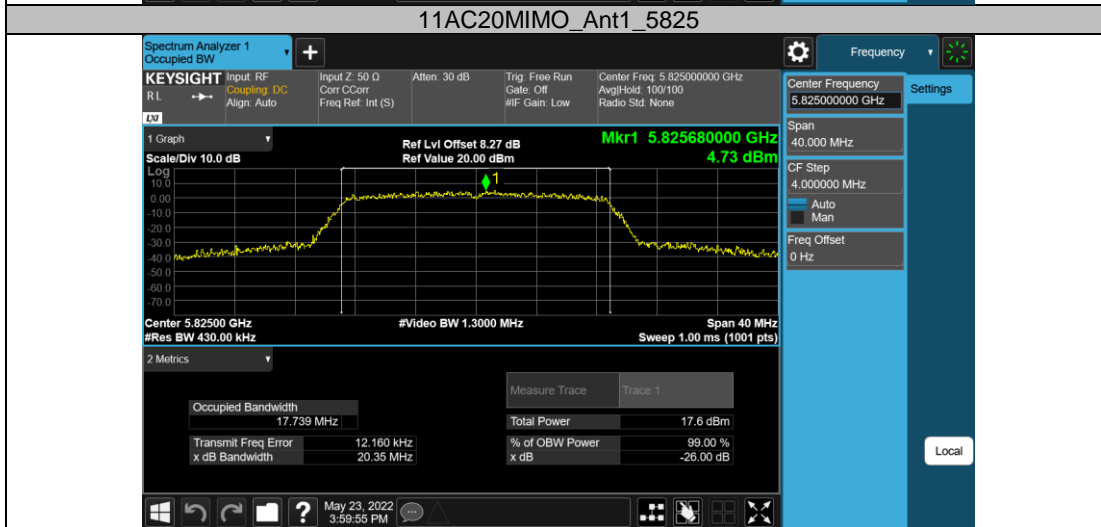 11AC20MIMO_Ant1_5825
Spectrum Analyzer 1
Occupied BW
+
Frequency
KEYSIGHT
R L
LXI
Input: RF
Coupling: DC
Align: Auto
Input Z: 50 Ω
Corr CCorr
Freq Ref: Int (S)
Atten: 30 dB
Trig: Free Run
Gate: Off
#IF Gain: Low
Center Freq: 5.825000000 GHz
Avg|Hold: 100/100
Radio Std: None
Center Frequency
5.825000000 GHz
Settings
Span
40.000 MHz
CF Step
4.000000 MHz
Auto
Man
Freq Offset
0 Hz
1 Graph
Scale/Div 10.0 dB
Ref Lvl Offset 8.27 dB
Ref Value 20.00 dBm
Mkr1 5.825680000 GHz
4.73 dBm
Log
10.0
0.00
-10.0
-20.0
-30.0
-40.0
-50.0
-60.0
-70.0
1
Center 5.82500 GHz
#Res BW 430.00 kHz
#Video BW 1.3000 MHz
Span 40 MHz
Sweep 1.00 ms (1001 pts)
2 Metrics
Measure Trace Trace 1
Occupied Bandwidth
17.739 MHz
Total Power 17.6 dBm
Transmit Freq Error 12.160 kHz
% of OBW Power 99.00 %
x dB Bandwidth 20.35 MHz
x dB -26.00 dB
Local
?
May 23, 2022
3:59:55 PM